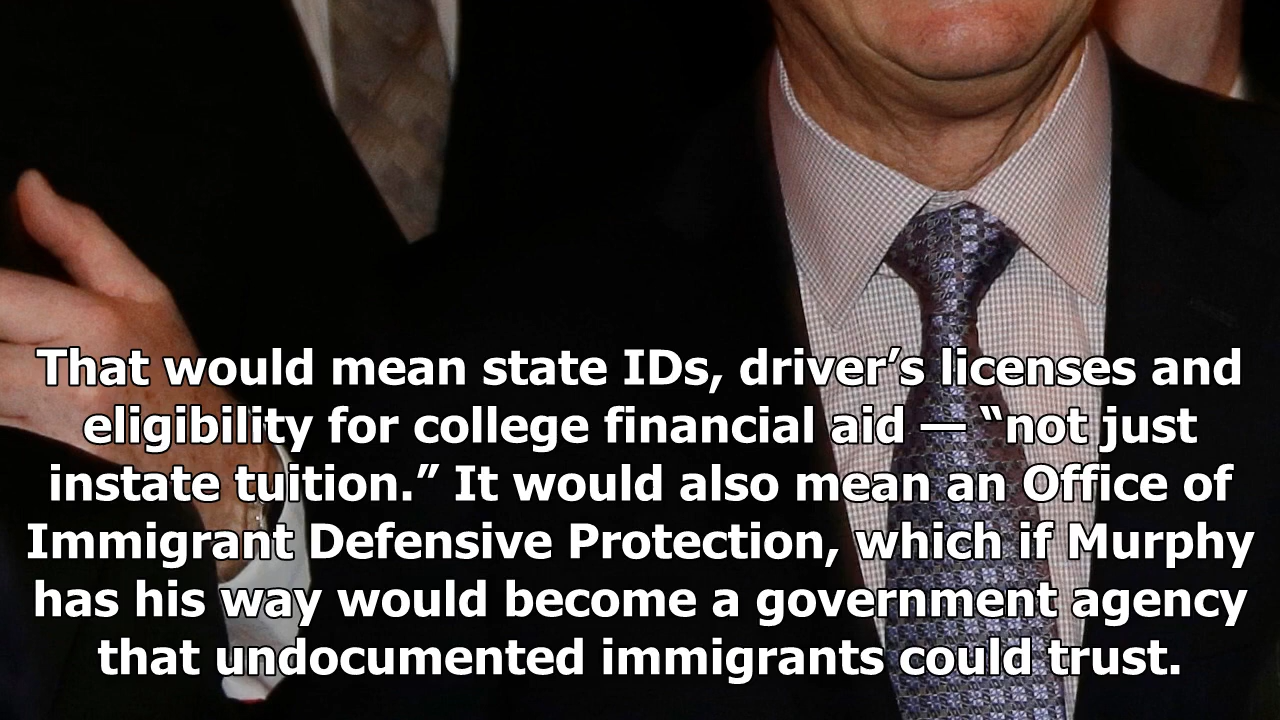 That would mean state IDs, driver’s licenses and
eligibility for college financial aid — “not just
instate tuition.” It would also mean an Office of
Immigrant Defensive Protection, which if Murphy
has his way would become a government agency
that undocumented immigrants could trust.